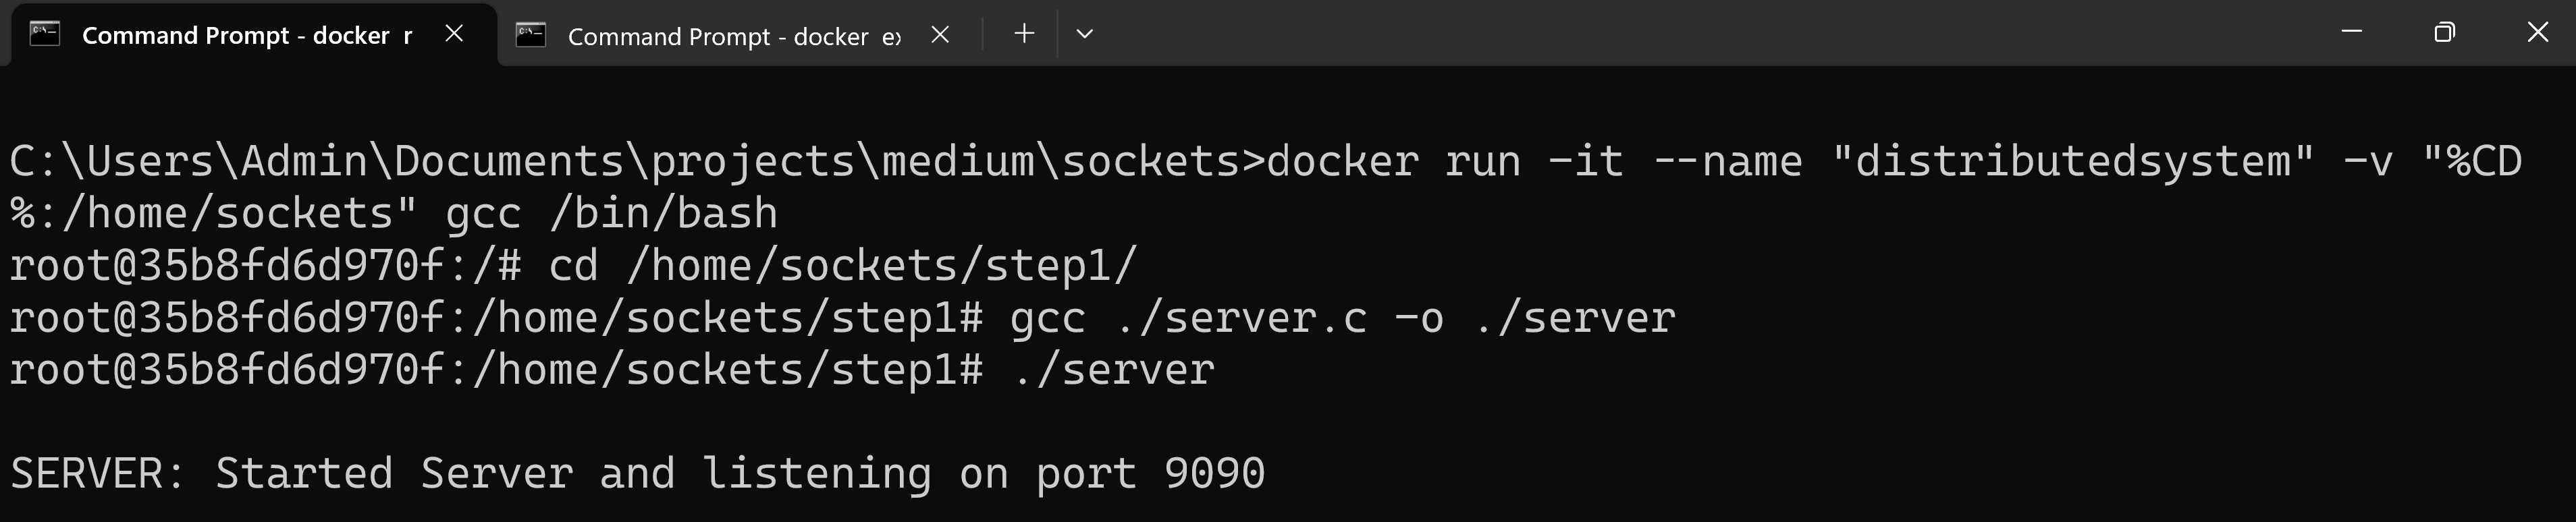 Command Prompt - docker r
Command Prompt - docker ex
C:\Users\Admin\Documents\projects\medium\sockets>docker run -it --name "distributedsystem" -v "%CD
%:/home/sockets" gcc /bin/bash
root@35b8fd6d970f:/# cd /home/sockets/step1/
root@35b8fd6d970f:/home/sockets/step1# gcc ./server.c -o ./server
root@35b8fd6d970f:/home/sockets/step1# ./server
SERVER: Started Server and listening on port 9090